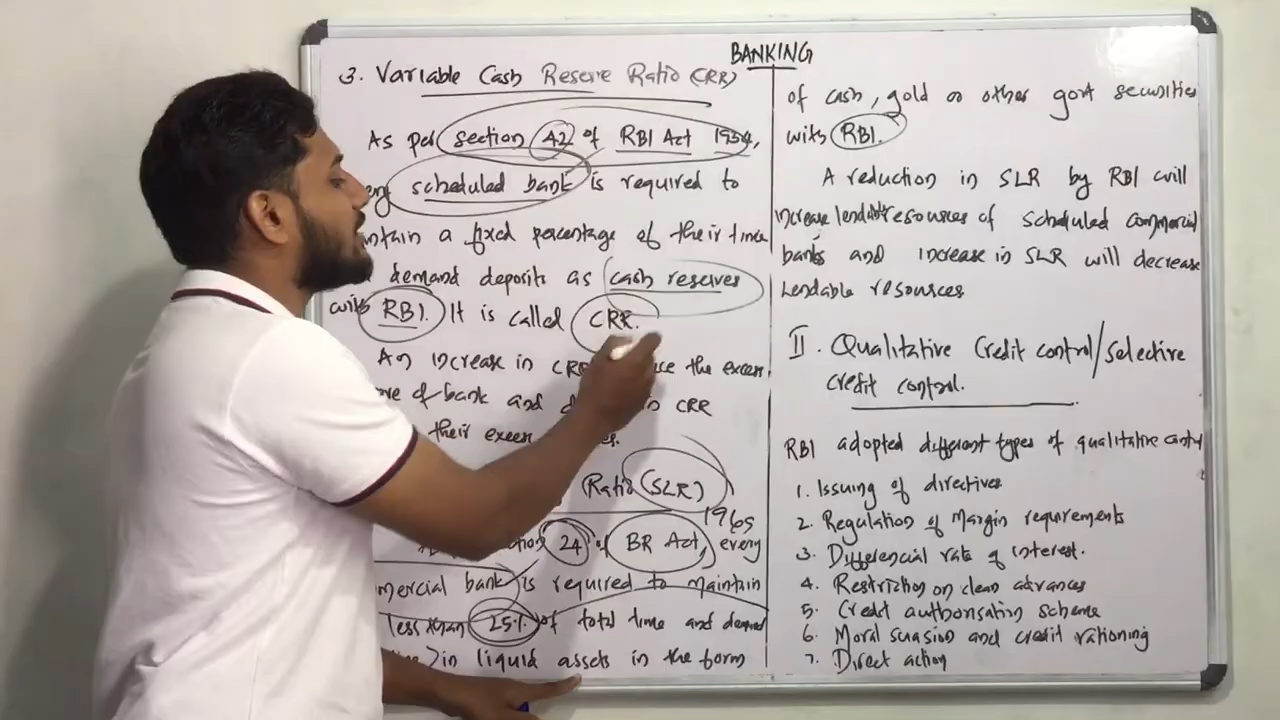 BANKING
3. Variable Cash Reserve Ratio (CRR)
As per section 42 of RBI Act 1934,
scheduled bank is required to
a fixed percentage of their time
demand deposits as cash reserves
with RBI. It is called CRR.
An increase in the excess
of bank and in CRR
their
Ratio (SLR)
1965
24 of BR Act, every
bank is required to maintain
less than 25% of total time and demand
in liquid assets in the form
of cash, gold or other govt securities
with RBI.
A reduction in SLR by RBI will
increase lendable resources of scheduled commercial
banks and increase in SLR will decrease
lendable resources
II. Qualitative Credit control/selective
credit control.
RBI adopted different types of qualitative
1. Issuing of directives
2. Regulation of Margin requirements
3. Differencial rate of interest.
4. Restriction on clean advances
5. Credit authorisation scheme
6. Moral suasion and credit rationing
7. Direct action